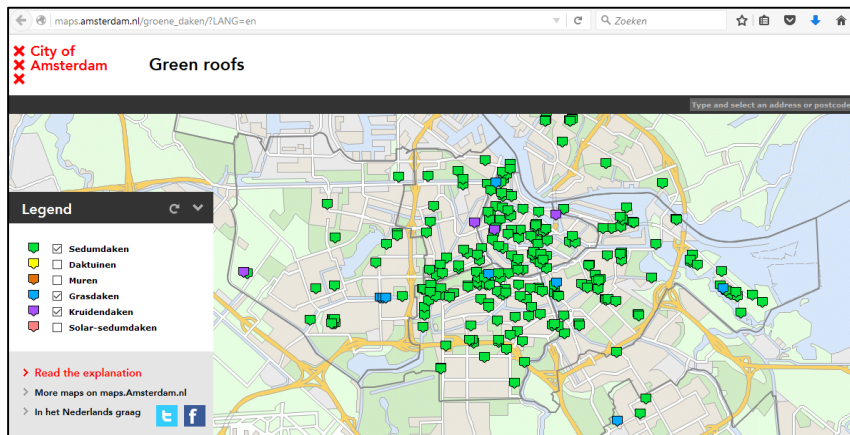 maps.amsterdam.nl/groene_daken/?LANG=en
Zoeken
City of
Amsterdam
Green roofs
Type and select an address or postcode
Legend
Sedumdaken
Daktuinen
Muren
Grasdaken
Kruidendaken
Solar-sedumdaken
Read the explanation
More maps on maps.Amsterdam.nl
In het Nederlands graag